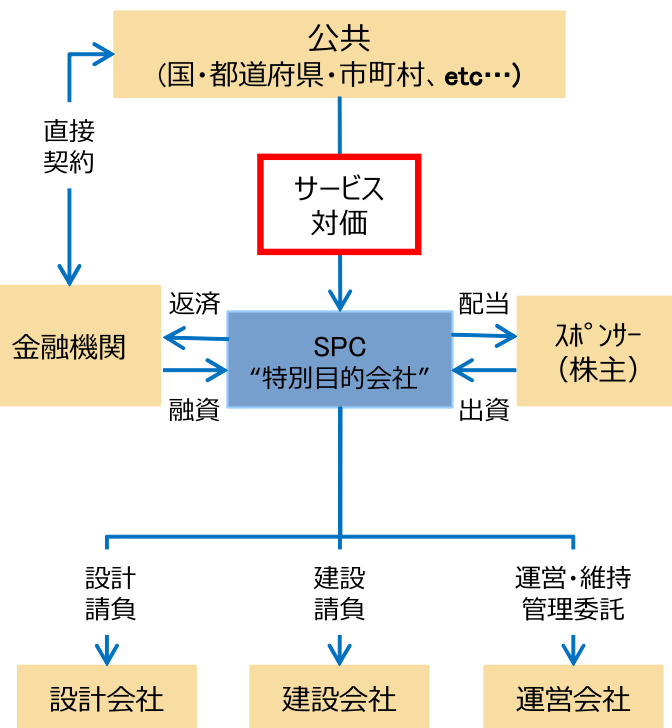 公共
（国・都道府県・市町村、etc…）
直接
契約
サービス
対価
返済
配当
金融機関
SPC
“特別目的会社”
ｽﾎﾟﾝｻｰ
（株主）
融資
出資
設計
請負
建設
請負
運営・維持
管理委託
設計会社
建設会社
運営会社